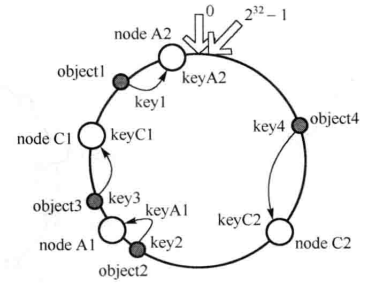 0
2^32 − 1
node A2
keyA2
object1
key1
key4
object4
node C1
keyC1
object3
key3
keyA1
node A1
key2
object2
keyC2
node C2